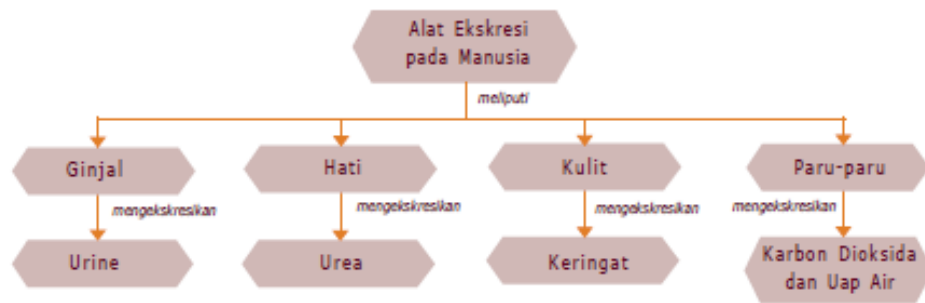 Alat Ekskresi
pada Manusia
meliputi
Ginjal
Hati
Kulit
Paru-paru
mengekskresikan
mengekskresikan
mengekskresikan
mengekskresikan
Urine
Urea
Keringat
Karbon Dioksida
dan Uap Air